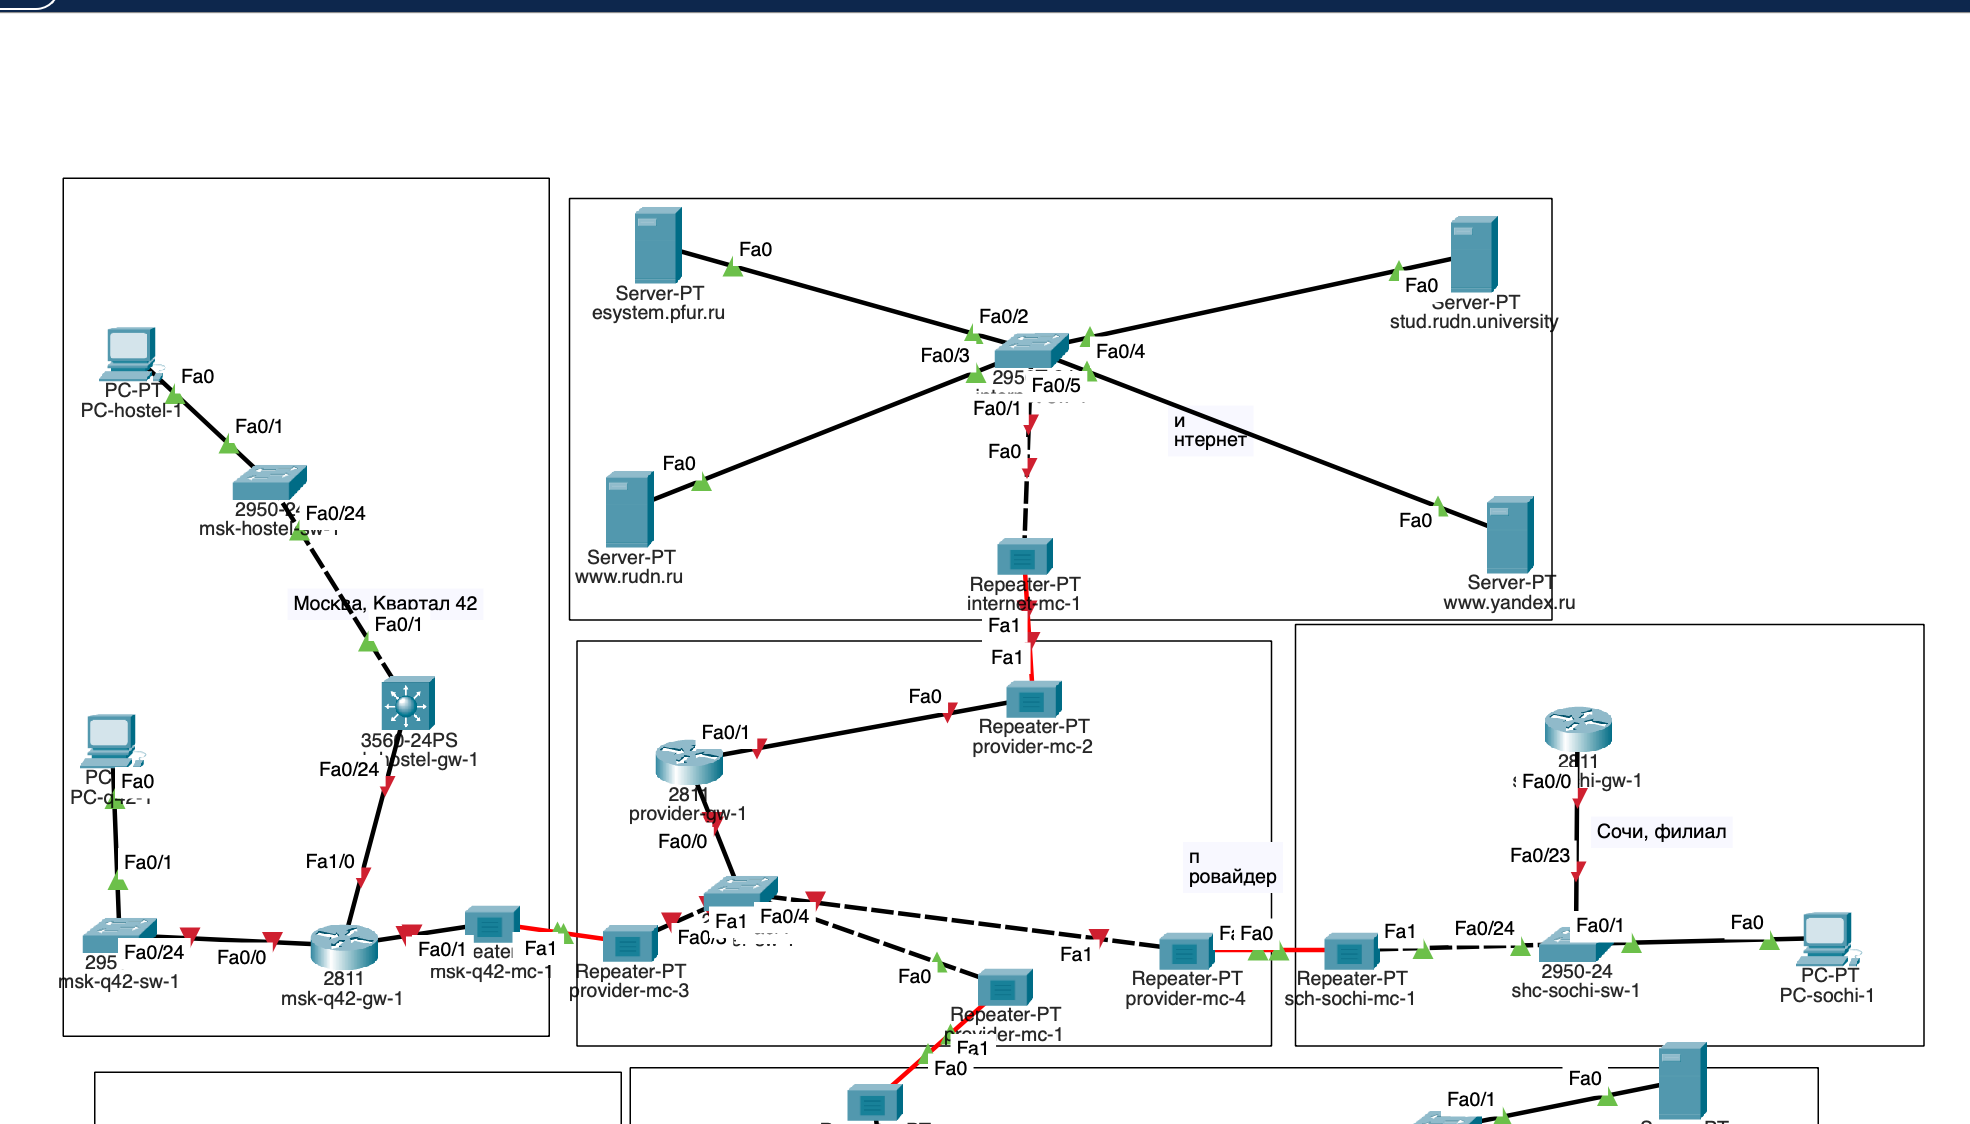 Fa0
Server-PT
esystem.pfur.ru
Fa0/2
Fa0
Server-PT
stud.rudn.university
Fa0/3
Fa0/4
295
Fa0/5
Fa0/1
Fa0
и
нтернет
Fa0
Server-PT
www.rudn.ru
Fa0
Server-PT
www.yandex.ru
Repeater-PT
internet-mc-1
Fa1
PC-PT
PC-hostel-1
Fa0
Fa0/1
2950-24
msk-hostel-sw-1
Fa0/24
Москва, Квартал 42
Fa0/1
3560-24PS
hostel-gw-1
Fa0/24
PC
PC-q42-1
Fa0
Fa0/1
Fa1/0
295
msk-q42-sw-1
Fa0/24
Fa0/0
2811
msk-q42-gw-1
Fa0/1
msk-q42-mc-1
Fa1
Fa1
Repeater-PT
provider-mc-2
Fa0
Fa0/1
2811
provider-gw-1
Fa0/0
Fa1
Fa0/4
Fa0/3
Repeater-PT
provider-mc-3
п
ровайдер
Fa0
Repeater-PT
provider-mc-1
Fa1
Fa0
Fa1
Repeater-PT
provider-mc-4
Fa0
2811
hi-gw-1
Fa0/0
Сочи, филиал
Fa0/23
Fa1
Repeater-PT
sch-sochi-mc-1
Fa0/24
Fa0/1
2950-24
shc-sochi-sw-1
Fa0
PC-PT
PC-sochi-1
Fa0
Fa0/1